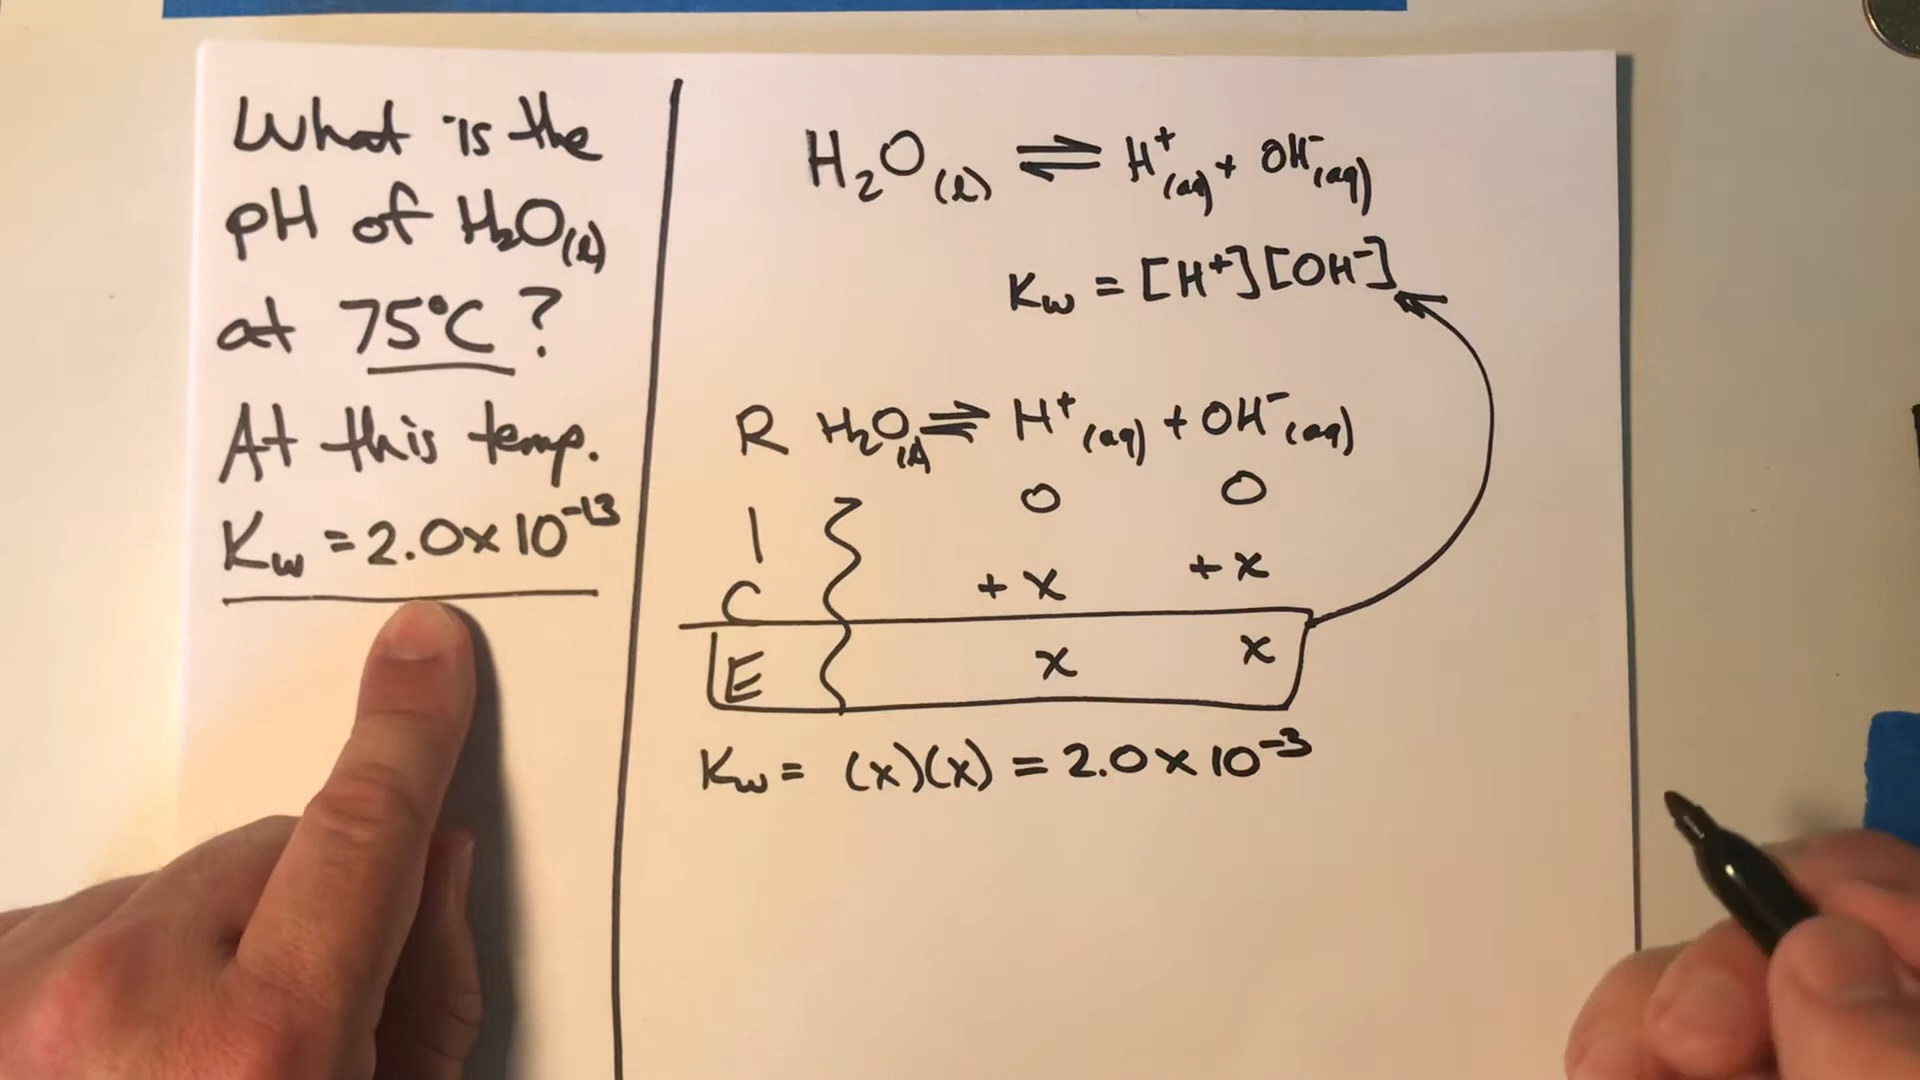 What is the
pH of H₂O(l)
at 75°C?
At this temp.
Kw = 2.0 x 10⁻¹³
H₂O(l) ⇌ H⁺(aq) + OH⁻(aq)
Kw = [H⁺][OH⁻]
R H₂O(l) ⇌ H⁺(aq) + OH⁻(aq)
I 0 0
C + x + x
E x x
Kw = (x)(x) = 2.0 x 10⁻³